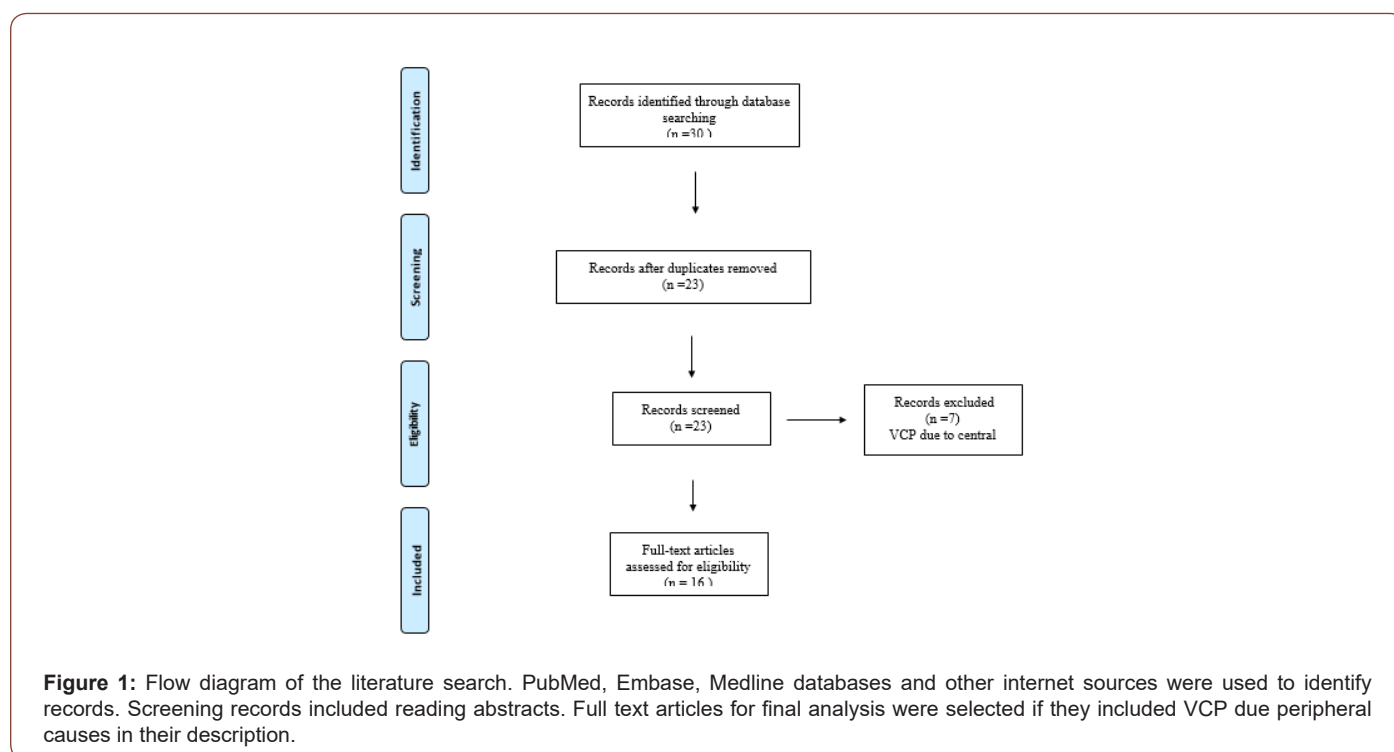 Identification
Records identified through database
searching
(n =30 )
Screening
Records after duplicates removed
(n =23)
Eligibility
Records screened
(n =23)
Records excluded
(n =7)
VCP due to central
Included
Full-text articles
assessed for eligibility
(n = 16 )
Figure 1: Flow diagram of the literature search. PubMed, Embase, Medline databases and other internet sources were used to identify
records. Screening records included reading abstracts. Full text articles for final analysis were selected if they included VCP due peripheral
causes in their description.